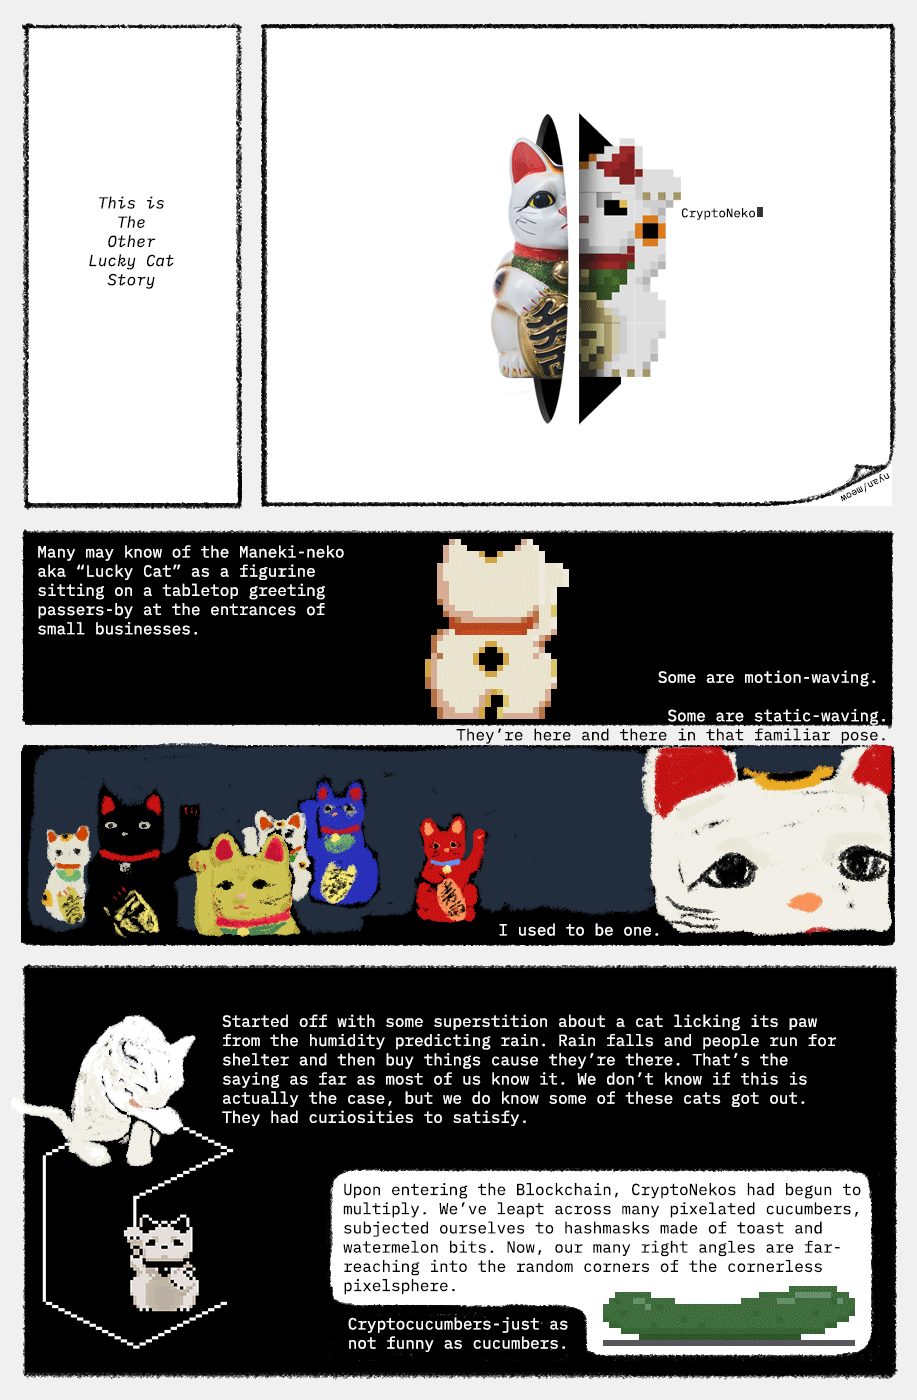 This is
The
Other
Lucky Cat
Story
CryptoNeko
nyan/meow
Many may know of the Maneki-neko
aka “Lucky Cat” as a figurine
sitting on a tabletop greeting
passers-by at the entrances of
small businesses.
Some are motion-waving.
Some are static-waving.
They’re here and there in that familiar pose.
I used to be one.
Started off with some superstition about a cat licking its paw
from the humidity predicting rain. Rain falls and people run for
shelter and then buy things cause they’re there. That’s the
saying as far as most of us know it. We don’t know if this is
actually the case, but we do know some of these cats got out.
They had curiosities to satisfy.
Upon entering the Blockchain, CryptoNekos had begun to
multiply. We’ve leapt across many pixelated cucumbers,
subjected ourselves to hashmasks made of toast and
watermelon bits. Now, our many right angles are far-
reaching into the random corners of the cornerless
pixelsphere.
Cryptocucumbers-just as
not funny as cucumbers.